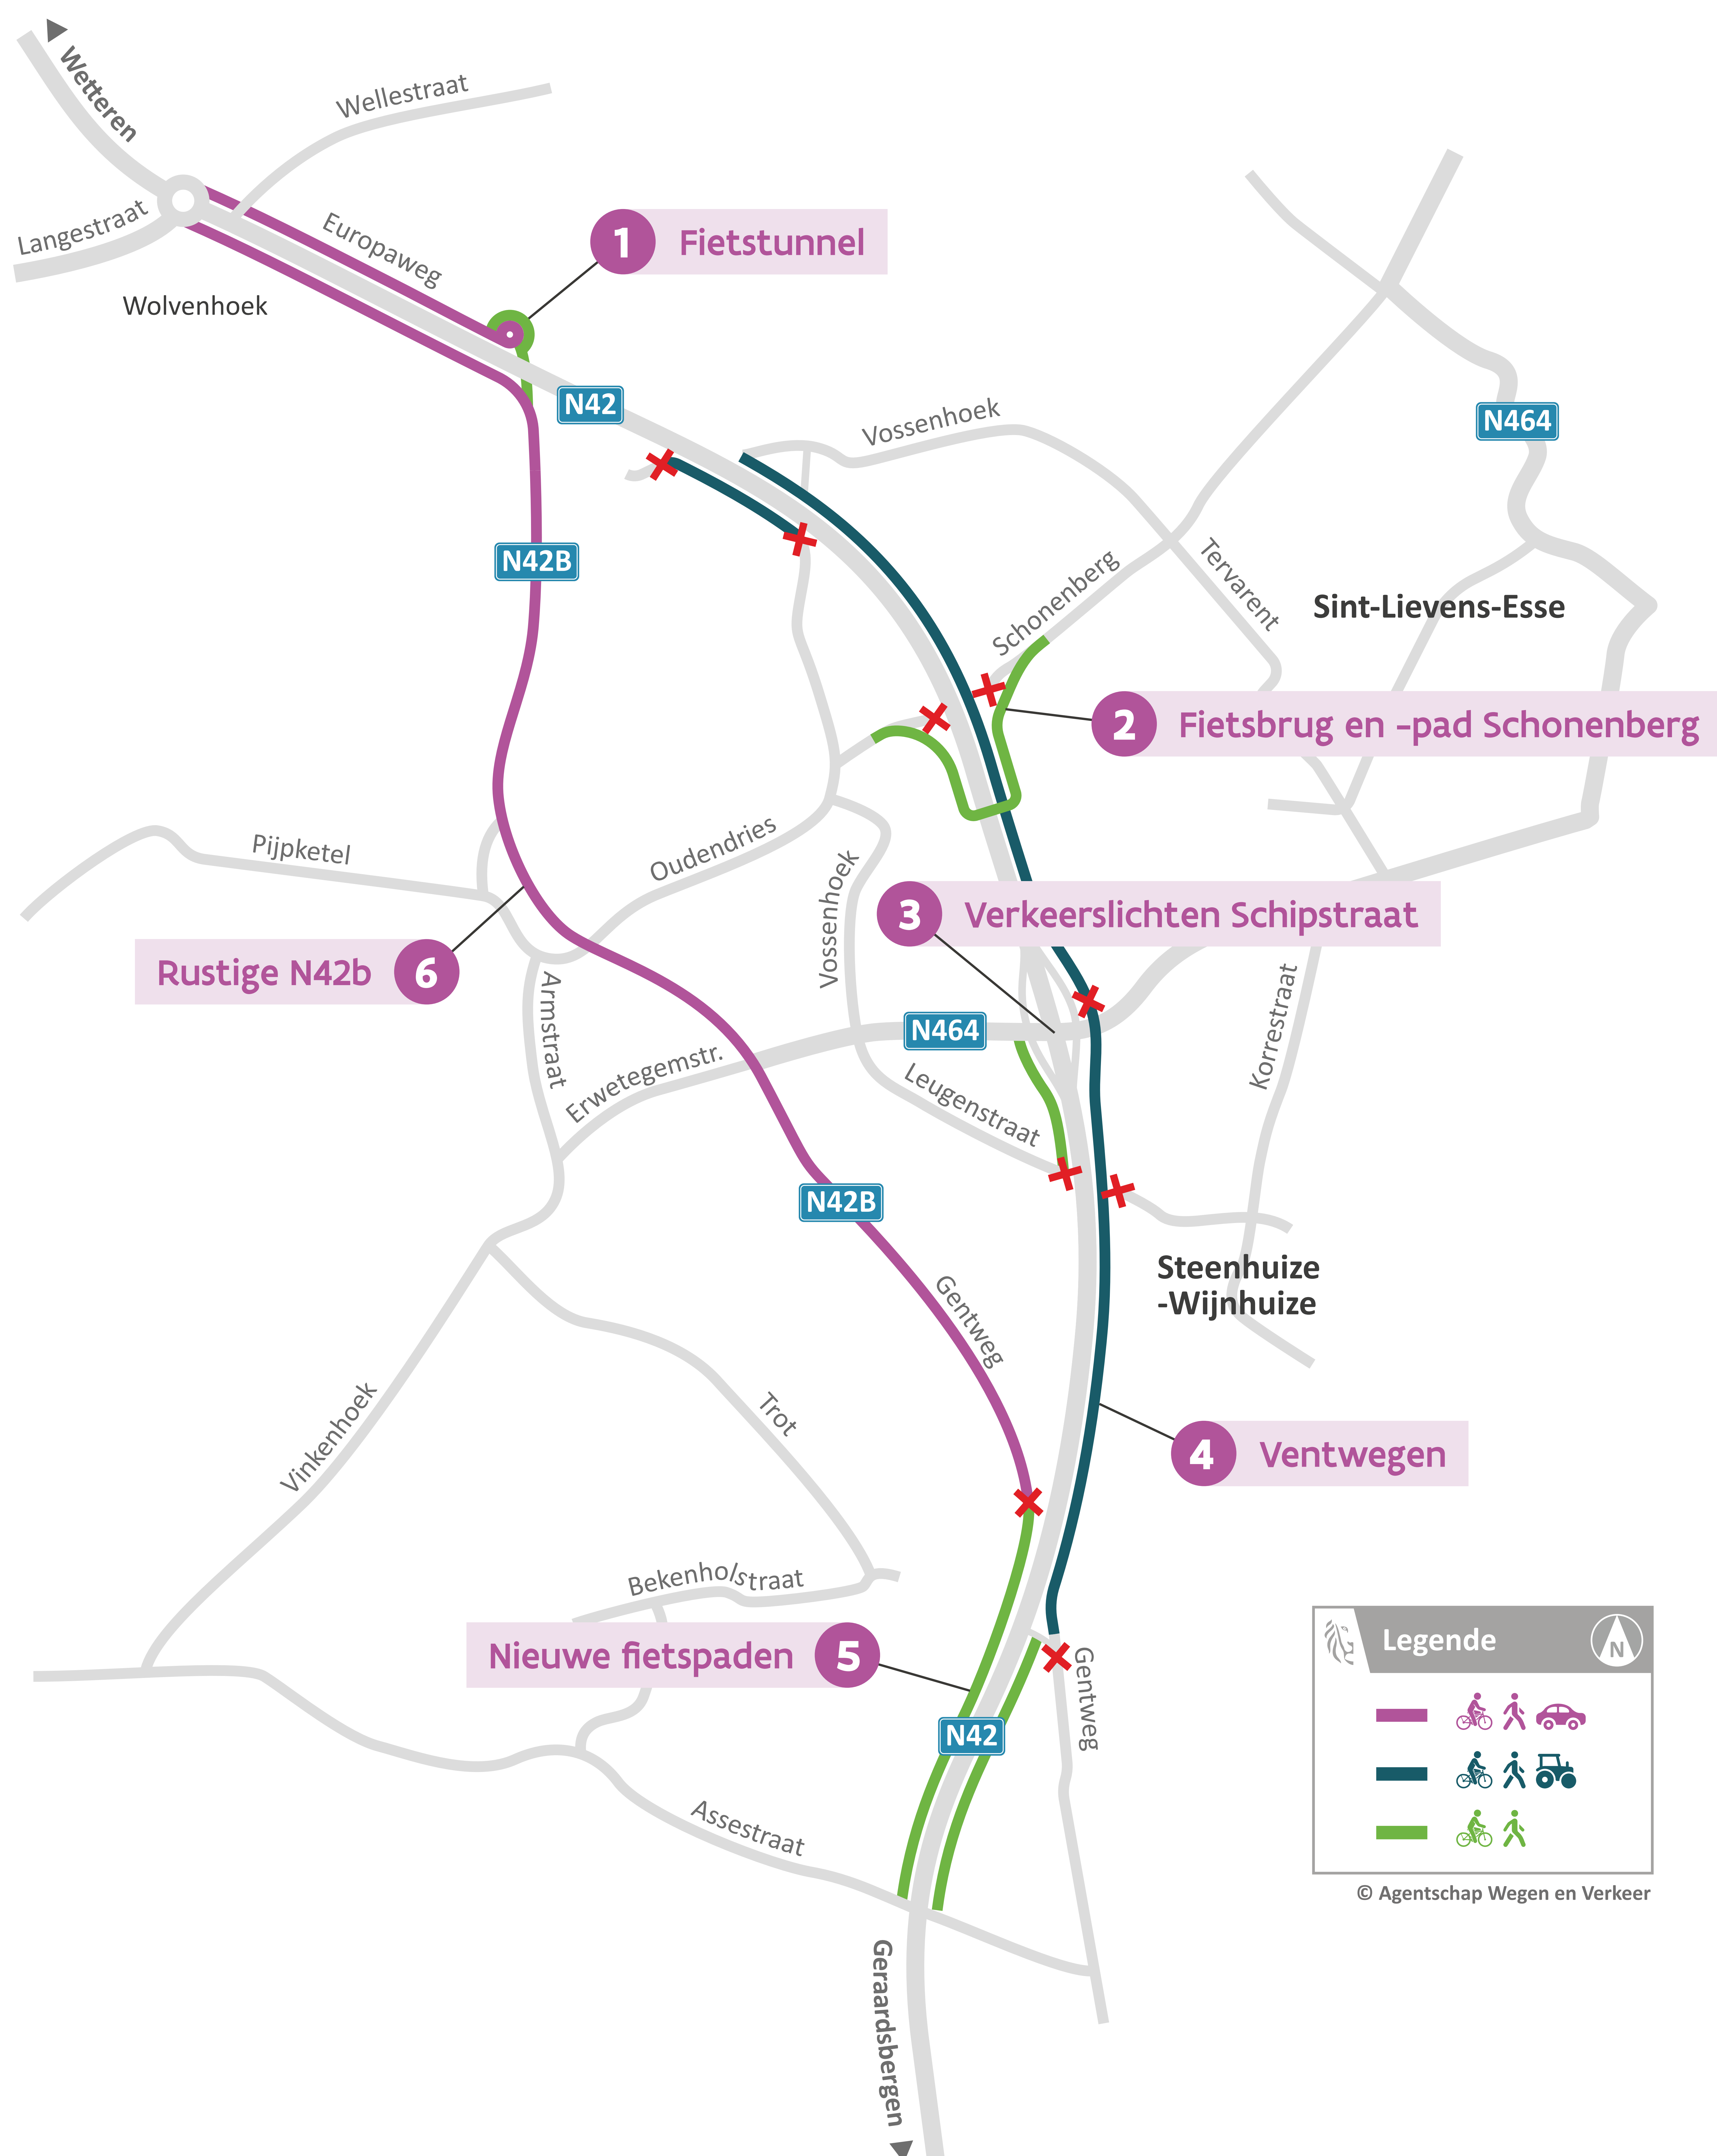 Wetteren
Wellestraat
Langestraat
Europaweg
1 Fietstunnel
Wolvenhoek
N42
Vossenhoek
N464
N42B
Schonenberg
Tervarent
Sint-Lievens-Esse
2 Fietsbrug en -pad Schonenberg
Pijpketel
Oudendries
Vossenhoek
3 Verkeerslichten Schipstraat
Rustige N42b 6
Armstraat
Erwetegemstr.
N464
Leugenstraat
Korrestraat
N42B
Steenhuize
-Wijnhuize
Gentweg
Vinkenhoek
Trot
4 Ventwegen
Bekenholstraat
Nieuwe fietspaden 5
Gentweg
N42
Assestraat
Geraardsbergen
Legende
N
© Agentschap Wegen en Verkeer